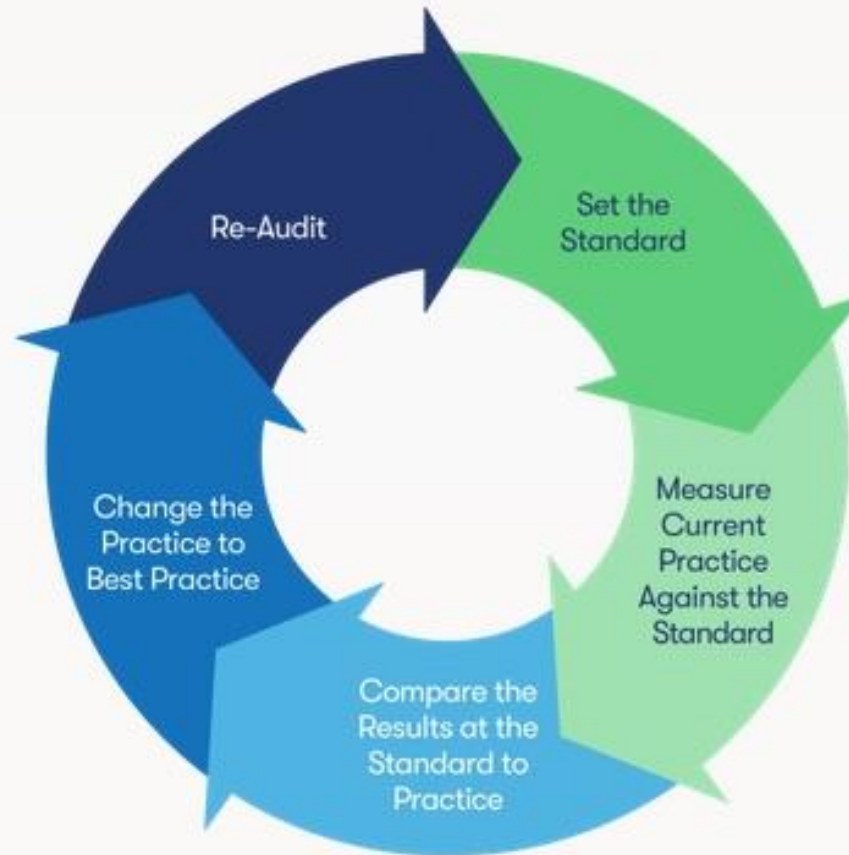 Re-Audit
Set the
Standard
Measure
Current
Practice
Against the
Standard
Compare the
Results at the
Standard to
Practice
Change the
Practice to
Best Practice